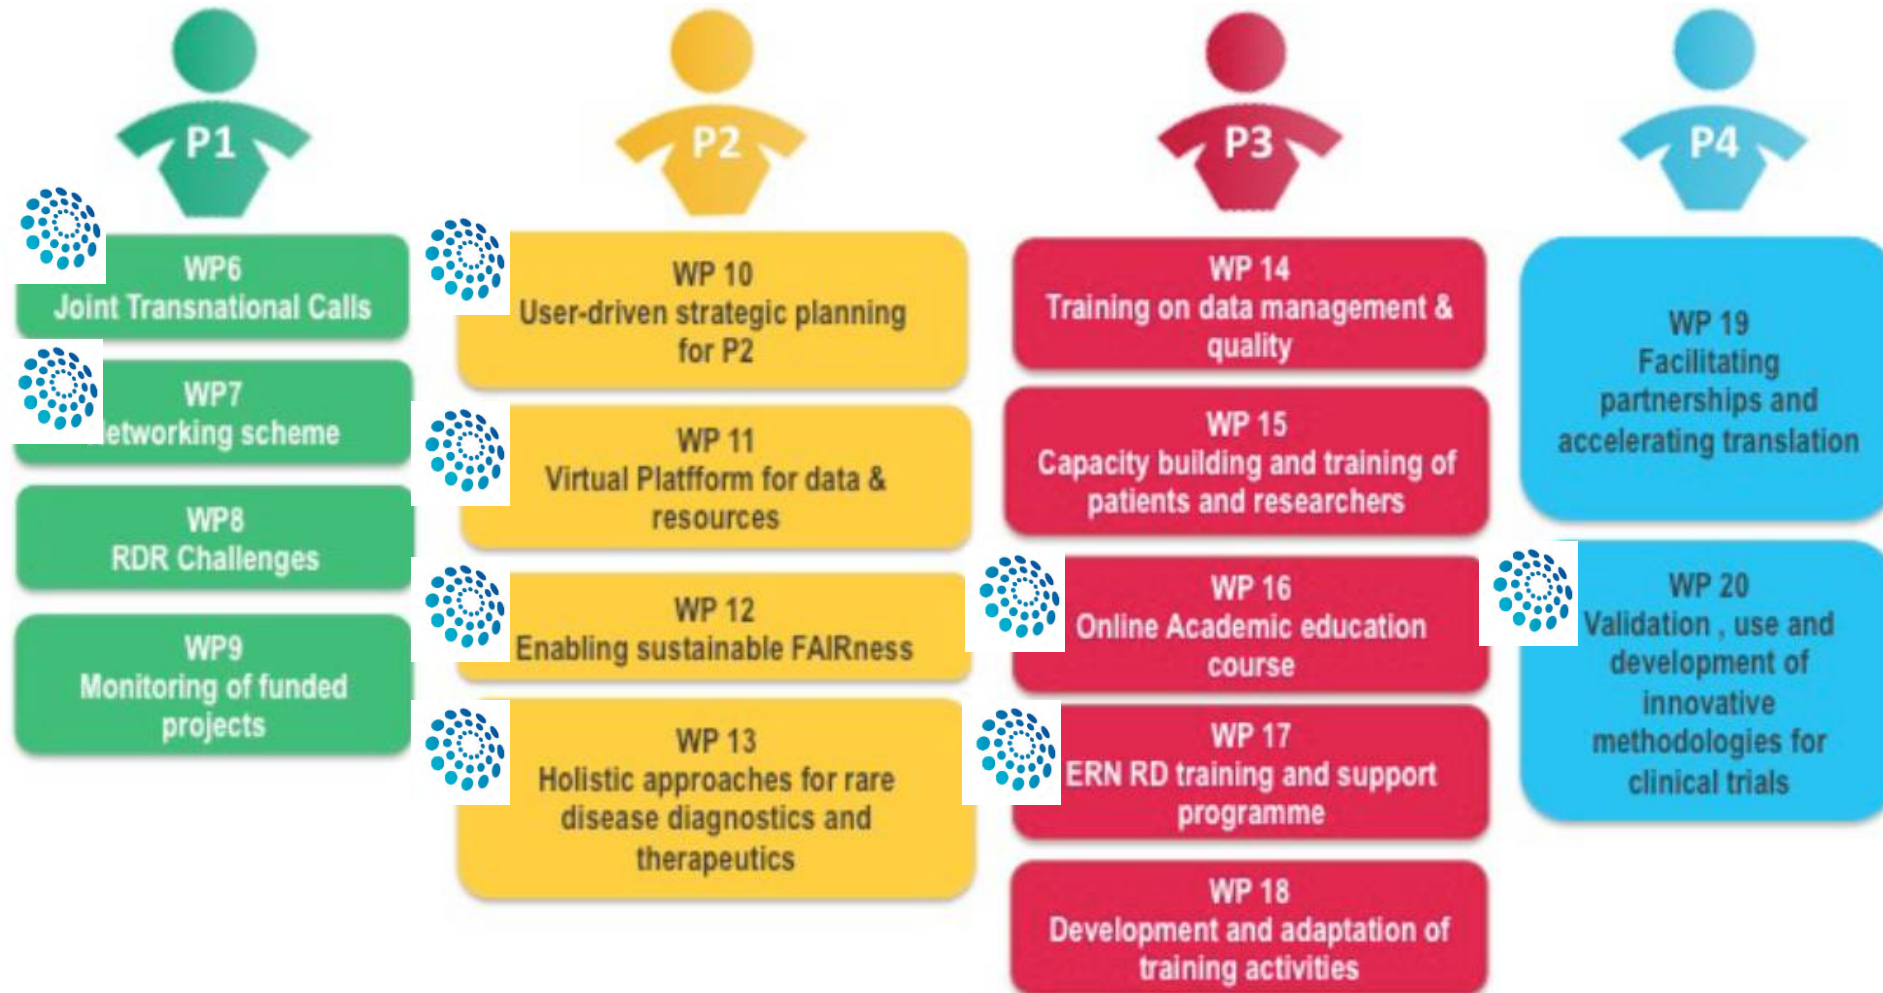 P1
WP6
Joint Transnational Calls
WP7
etworking scheme
WP8
RDR Challenges
WP9
Monitoring of funded
projects
P2
WP 10
User-driven strategic planning
for P2
WP 11
Virtual Platfform for data &
resources
WP 12
Enabling sustainable FAIRness
WP 13
Holistic approaches for rare
disease diagnostics and
therapeutics
P3
WP 14
Training on data management &
quality
WP 15
Capacity building and training of
patients and researchers
WP 16
Online Academic education
course
WP 17
ERN RD training and support
programme
WP 18
Development and adaptation of
training activities
P4
WP 19
Facilitating
partnerships and
accelerating translation
WP 20
Validation , use and
development of
innovative
methodologies for
clinical trials